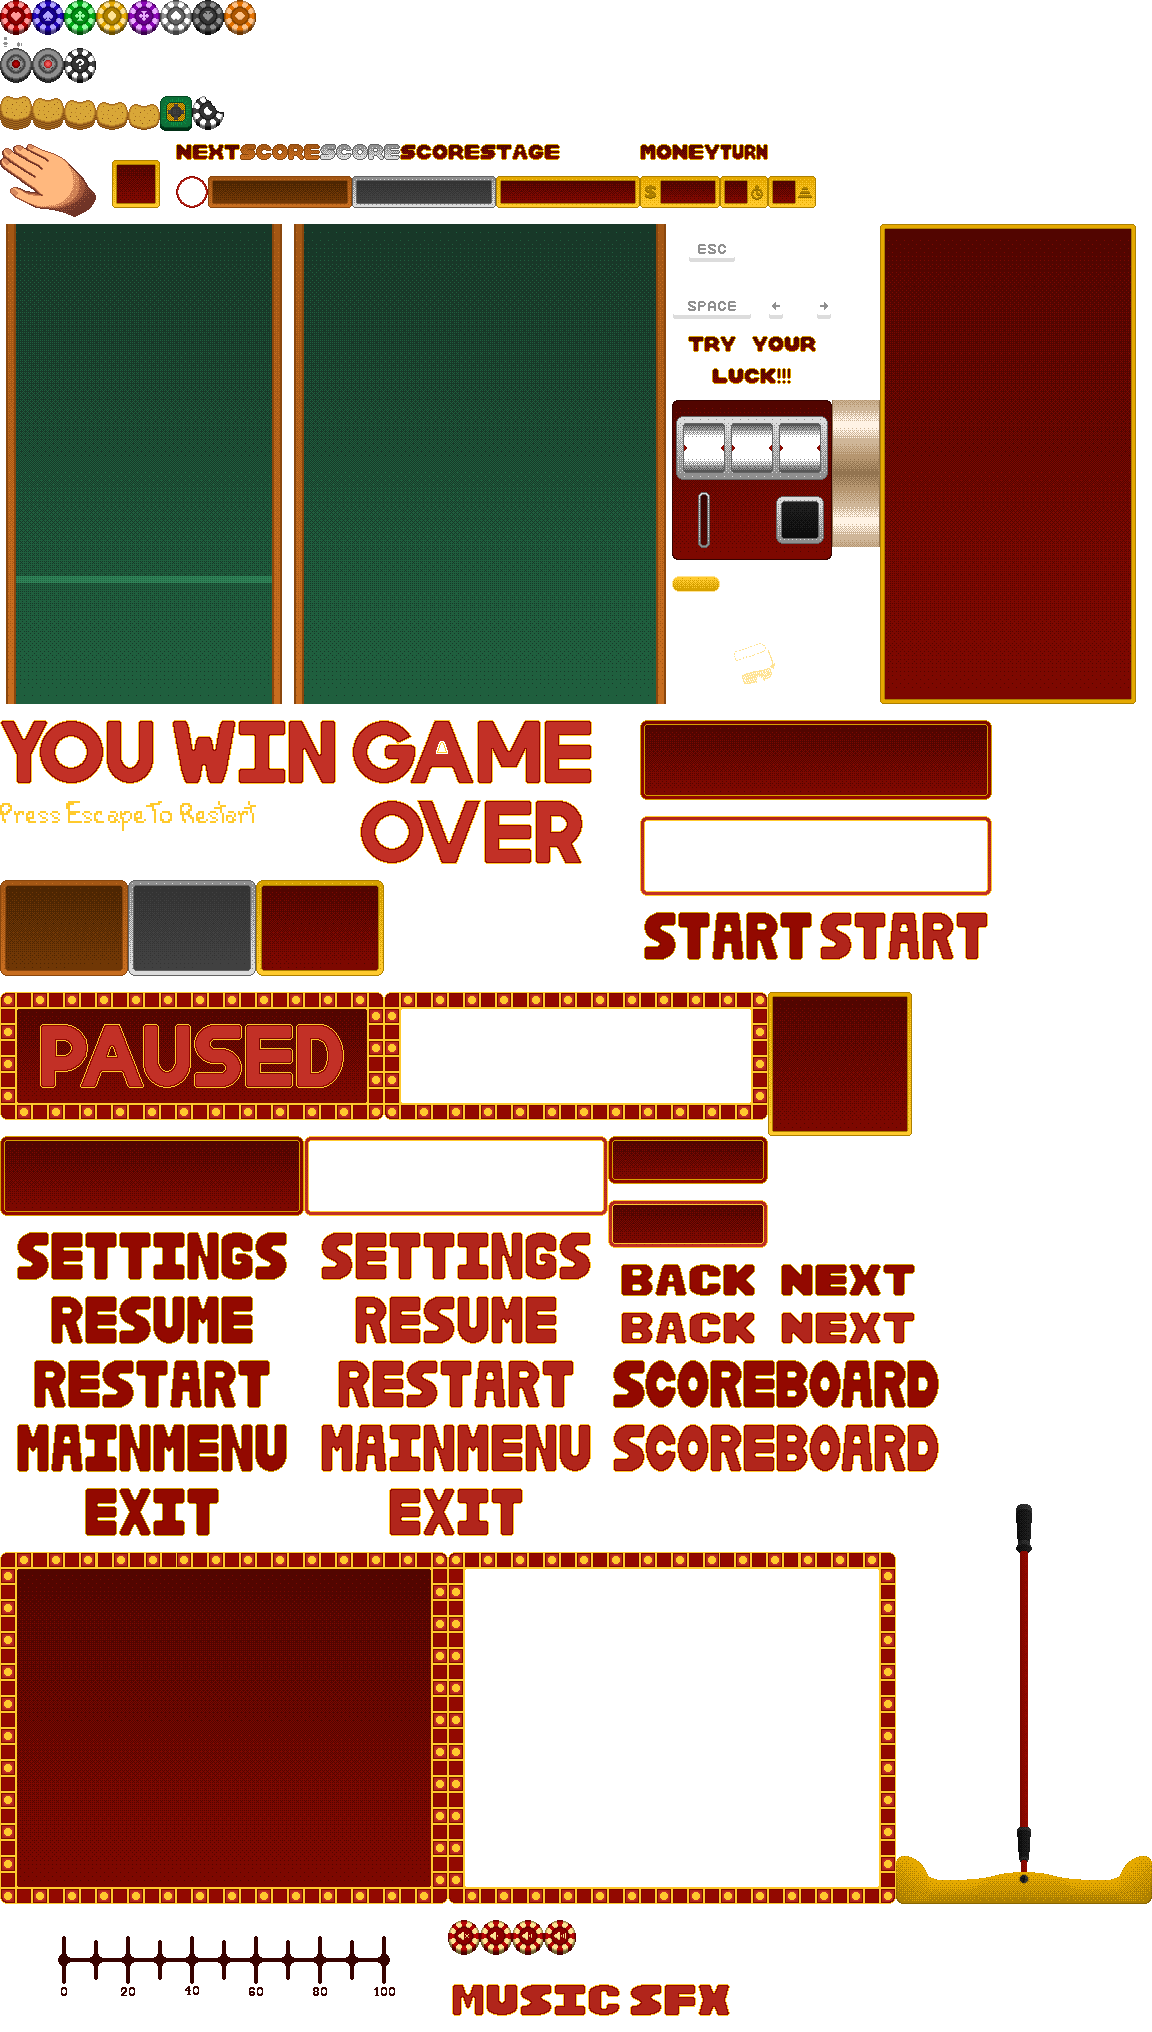 ?
NEXT SCORE SCORE SCORE STAGE MONEY TURN
$
ESC
SPACE ← →
TRY YOUR
LUCK!!!
YOU WIN GAME
OVER
Press Escape To Restart
START START
PAUSED
SETTINGS SETTINGS
BACK NEXT
RESUME RESUME
BACK NEXT
RESTART RESTART SCOREBOARD
MAINMENU MAINMENU SCOREBOARD
EXIT EXIT
0 20 40 60 80 100
MUSIC SFX